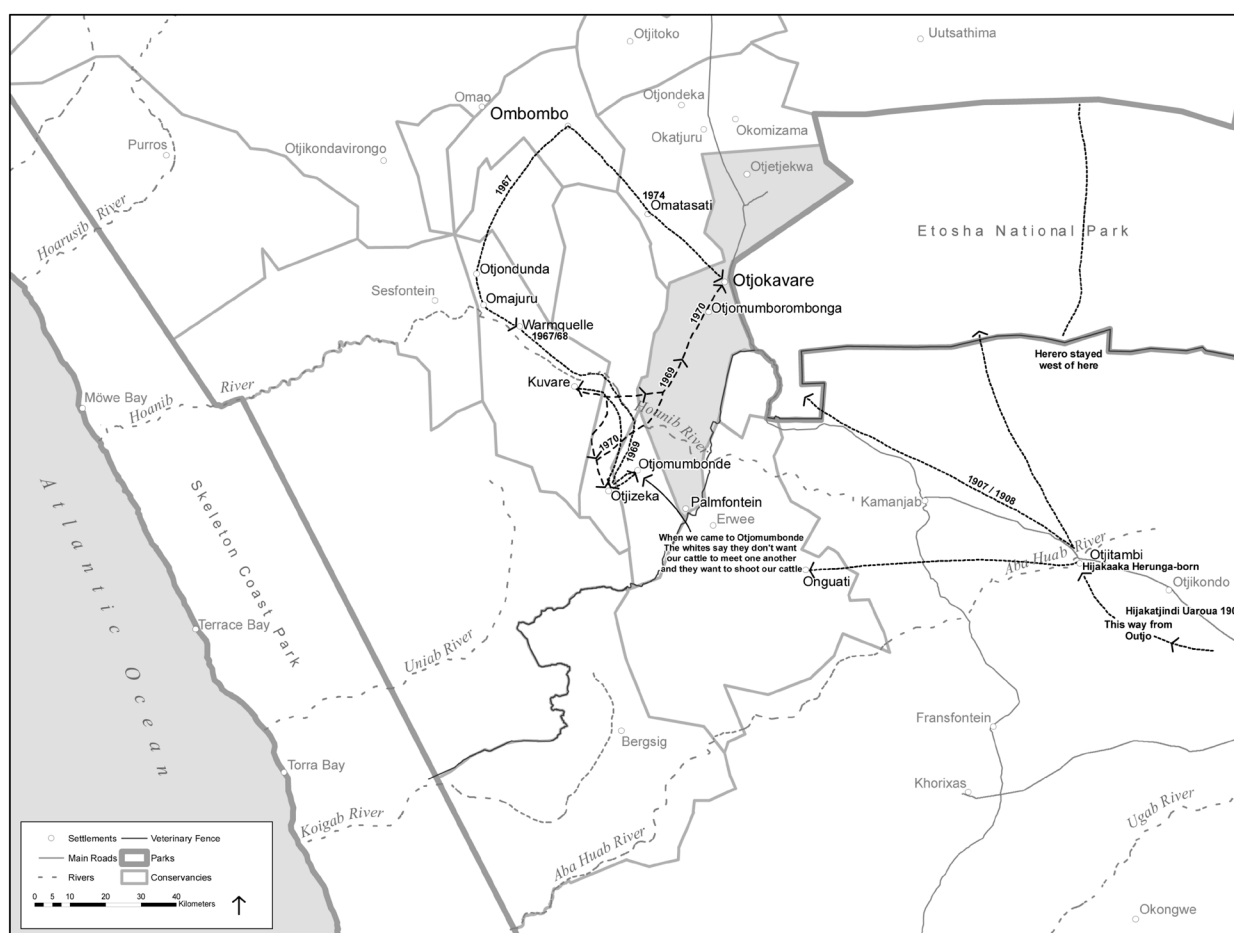 Otjitoko
Uutsathima
Otjondeka
Omao
Ombombo
Okatjuru
Okomizama
Purros
Otjikondavirongo
Otjetjekwa
1967
1974
Omatasati
Hoarusib River
Etosha National Park
Otjondunda
Otjokavare
Sesfontein
Omajuru
Otjomumborombonga
1970
Warmquelle
1967/68
Herero stayed
west of here
Kuvare
1969
Möwe Bay
Hoanib River
Hounib River
1970
1969
Otjomumbonde
1907 / 1908
Otjizeka
Palmfontein
Kamanjab
Erwee
When we came to Otjomumbonde
The whites say they don't want
our cattle to meet one another
and they want to shoot our cattle
Aba Huab River
Otjitambi
Hijakaaka Herunga-born
Onguati
Otjikondo
Atlantic Ocean
Skeleton Coast Park
Hijakatjindi Uaroua 190
This way from
Outjo
Terrace Bay
Uniab River
Fransfontein
Bergsig
Torra Bay
Khorixas
Koigab River
Aba Huab River
Ugab River
Okongwe
Settlements
Veterinary Fence
Main Roads
Parks
Rivers
Conservancies
0 5 10 20 30 40
Kilometers